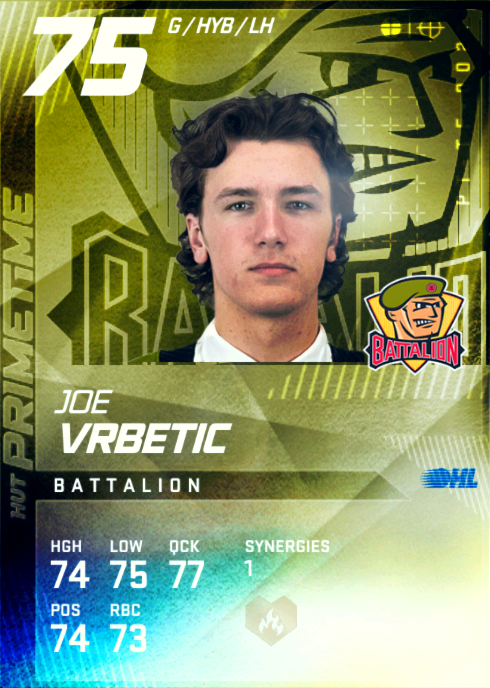 75
G / HYB / LH
PRIMETIME
HUT
JOE
VRBETIC
BATTALION
BATTALION
OHL
HGH LOW QCK SYNERGIES
74 75 77 1
POS RBC
74 73